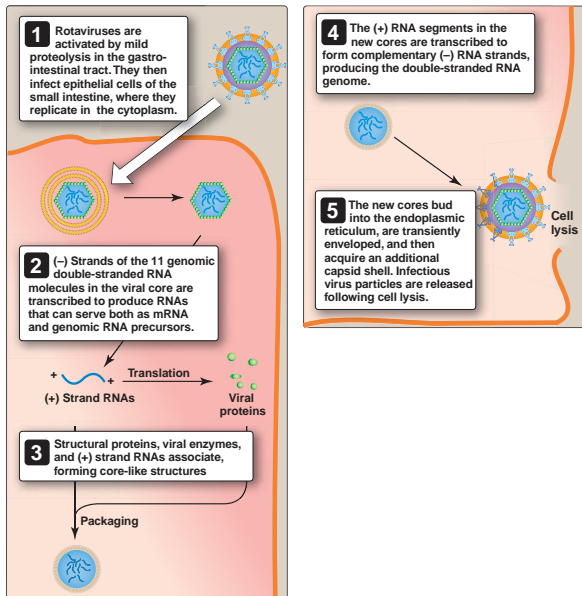 1 Rotaviruses are
activated by mild
proteolysis in the gastro-
intestinal tract. They then
infect epithelial cells of the
small intestine, where they
replicate in the cytoplasm.
2 (–) Strands of the 11 genomic
double-stranded RNA
molecules in the viral core are
transcribed to produce RNAs
that can serve both as mRNA
and genomic RNA precursors.
+ +
Translation
(+) Strand RNAs
Viral
proteins
3 Structural proteins, viral enzymes,
and (+) strand RNAs associate,
forming core-like structures
Packaging
4 The (+) RNA segments in the
new cores are transcribed to
form complementary (–) RNA strands,
producing the double-stranded RNA
genome.
5 The new cores bud
into the endoplasmic
reticulum, are transiently
enveloped, and then
acquire an additional
capsid shell. Infectious
virus particles are released
following cell lysis.
Cell
lysis